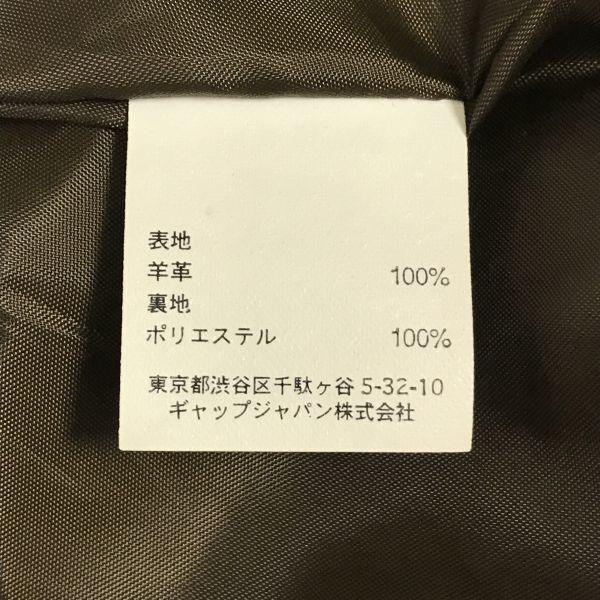 表地
羊革 100%
裏地
ポリエステル 100%
東京都渋谷区千駄ヶ谷 5-32-10
ギャップジャパン株式会社